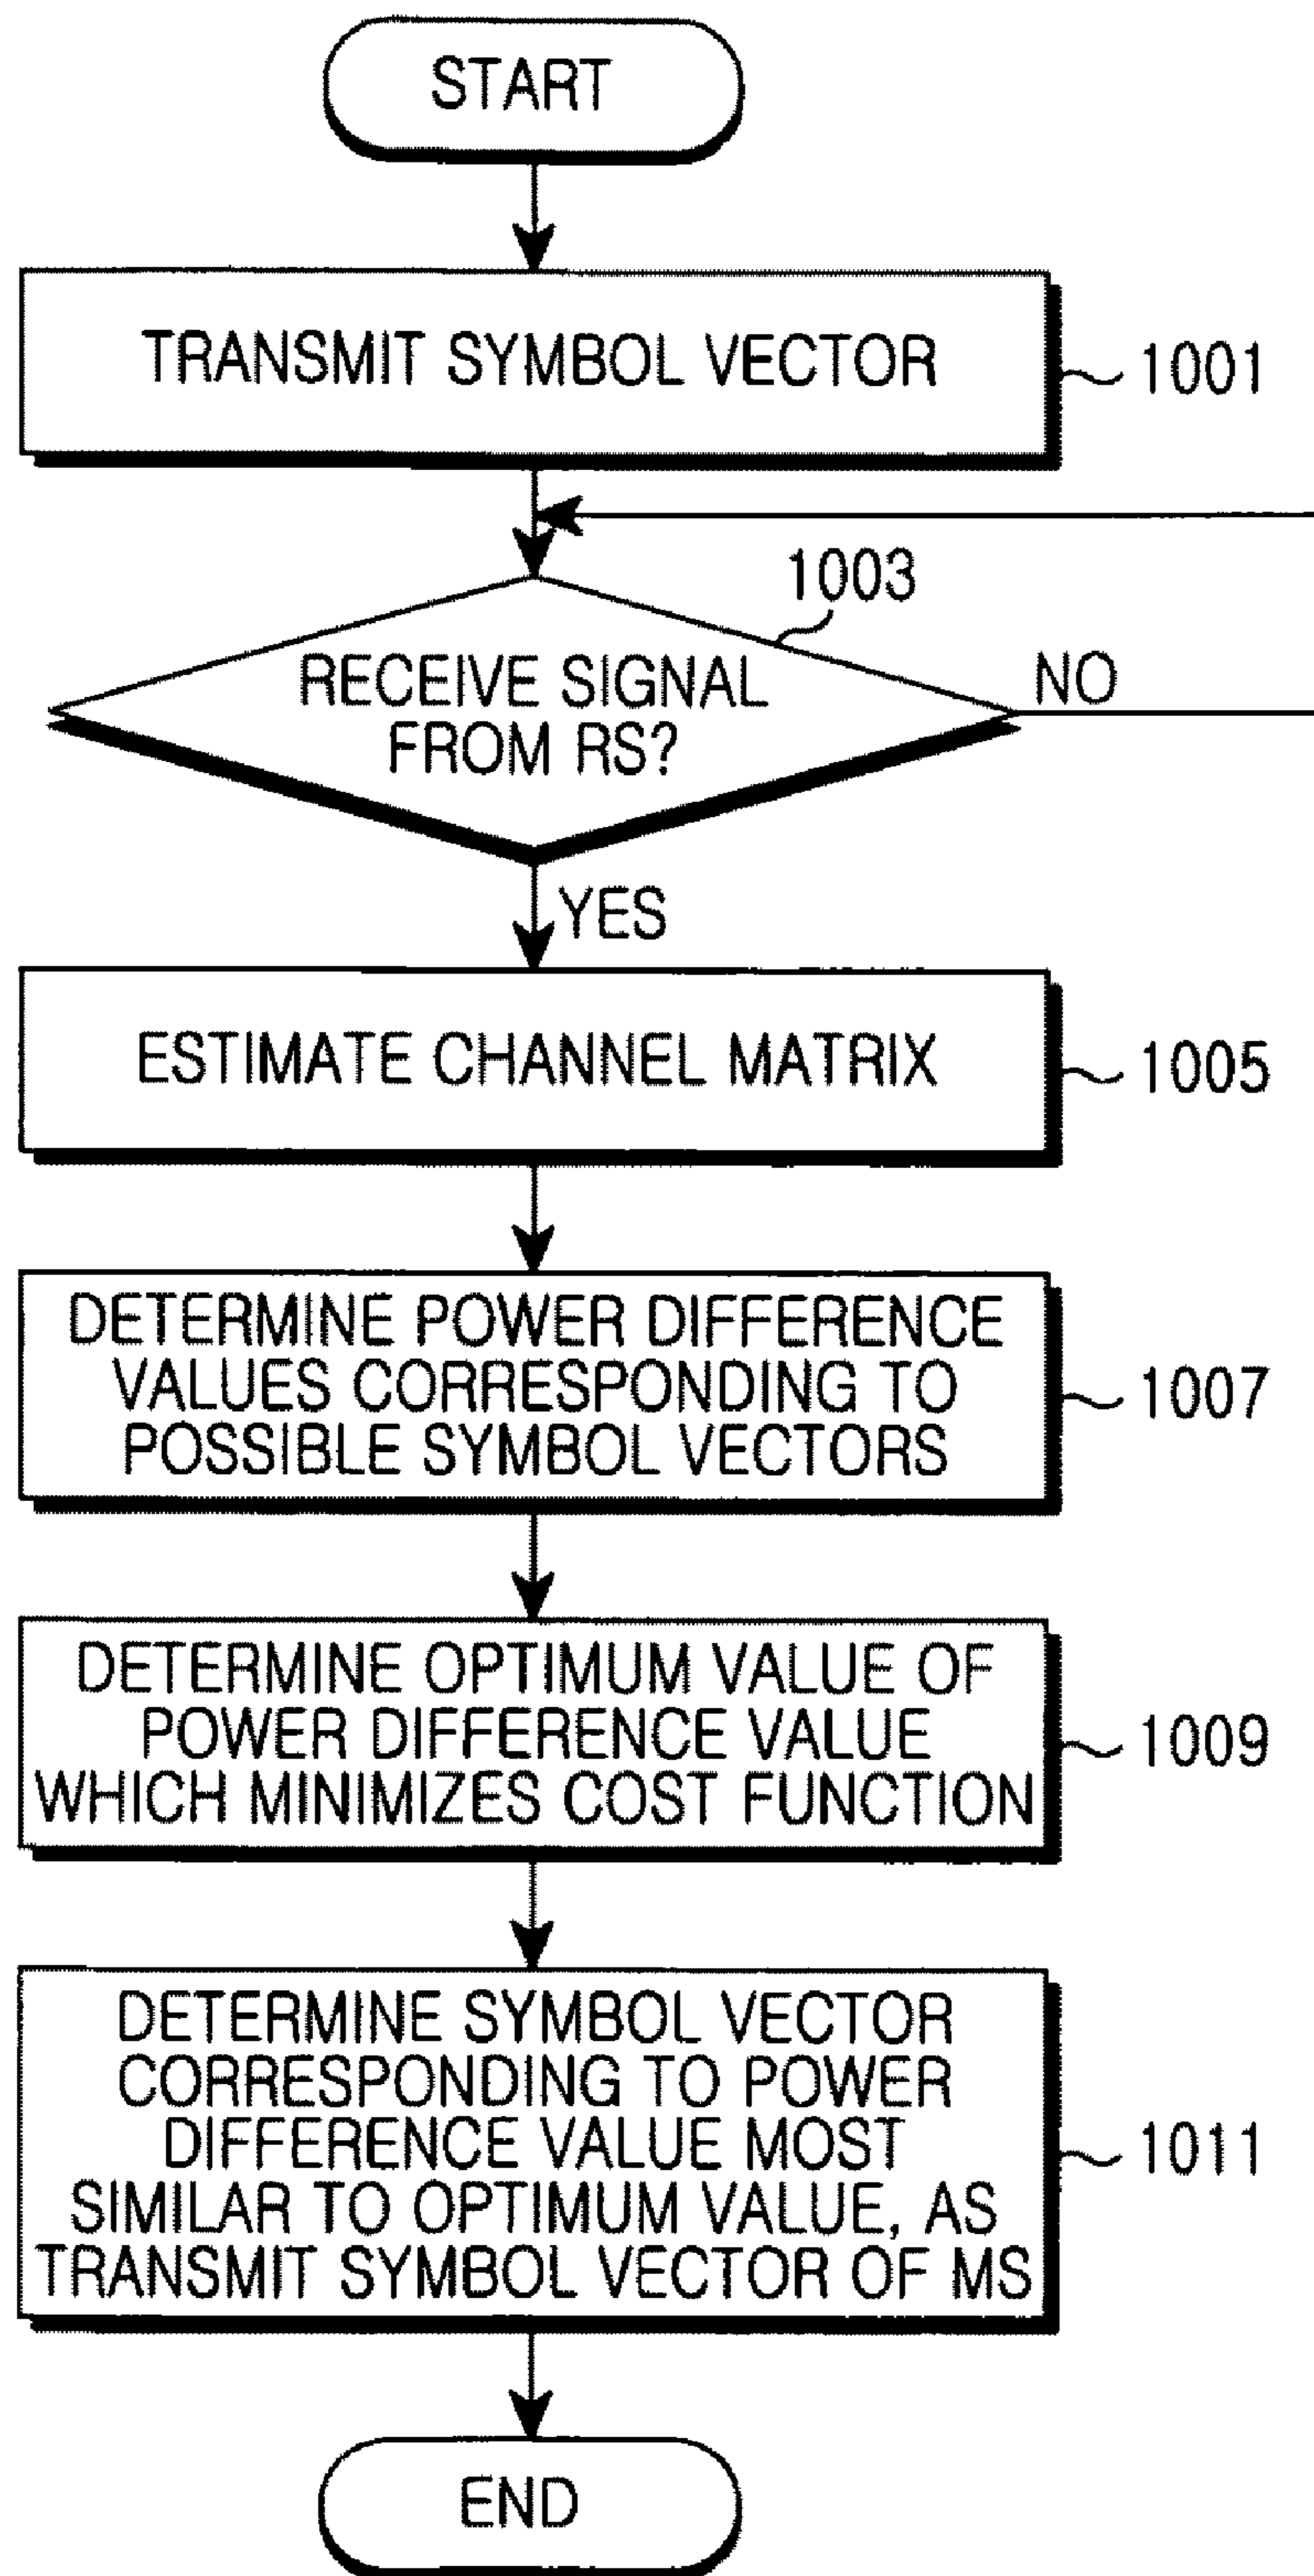 START
TRANSMIT SYMBOL VECTOR
1001
1003
RECEIVE SIGNAL
FROM RS?
NO
YES
ESTIMATE CHANNEL MATRIX
1005
DETERMINE POWER DIFFERENCE
VALUES CORRESPONDING TO
POSSIBLE SYMBOL VECTORS
1007
DETERMINE OPTIMUM VALUE OF
POWER DIFFERENCE VALUE
WHICH MINIMIZES COST FUNCTION
1009
DETERMINE SYMBOL VECTOR
CORRESPONDING TO POWER
DIFFERENCE VALUE MOST
SIMILAR TO OPTIMUM VALUE, AS
TRANSMIT SYMBOL VECTOR OF MS
1011
END